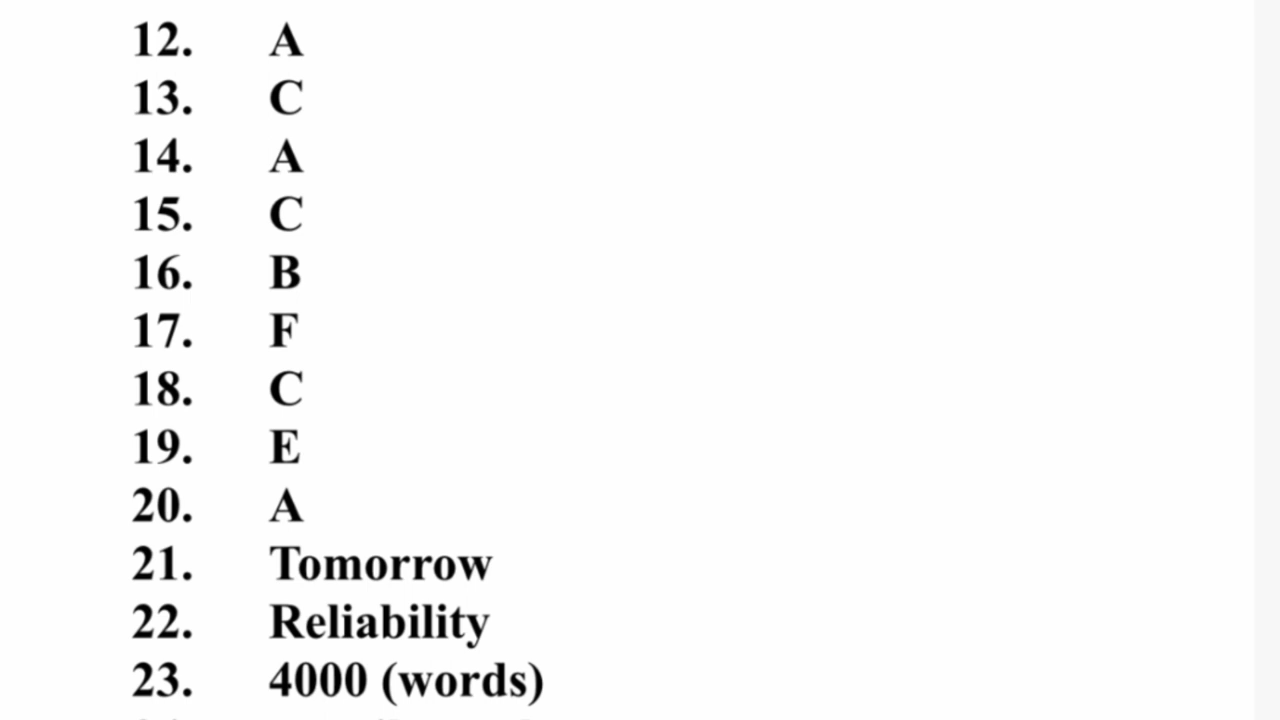 12. A
13. C
14. A
15. C
16. B
17. F
18. C
19. E
20. A
21. Tomorrow
22. Reliability
23. 4000 (words)